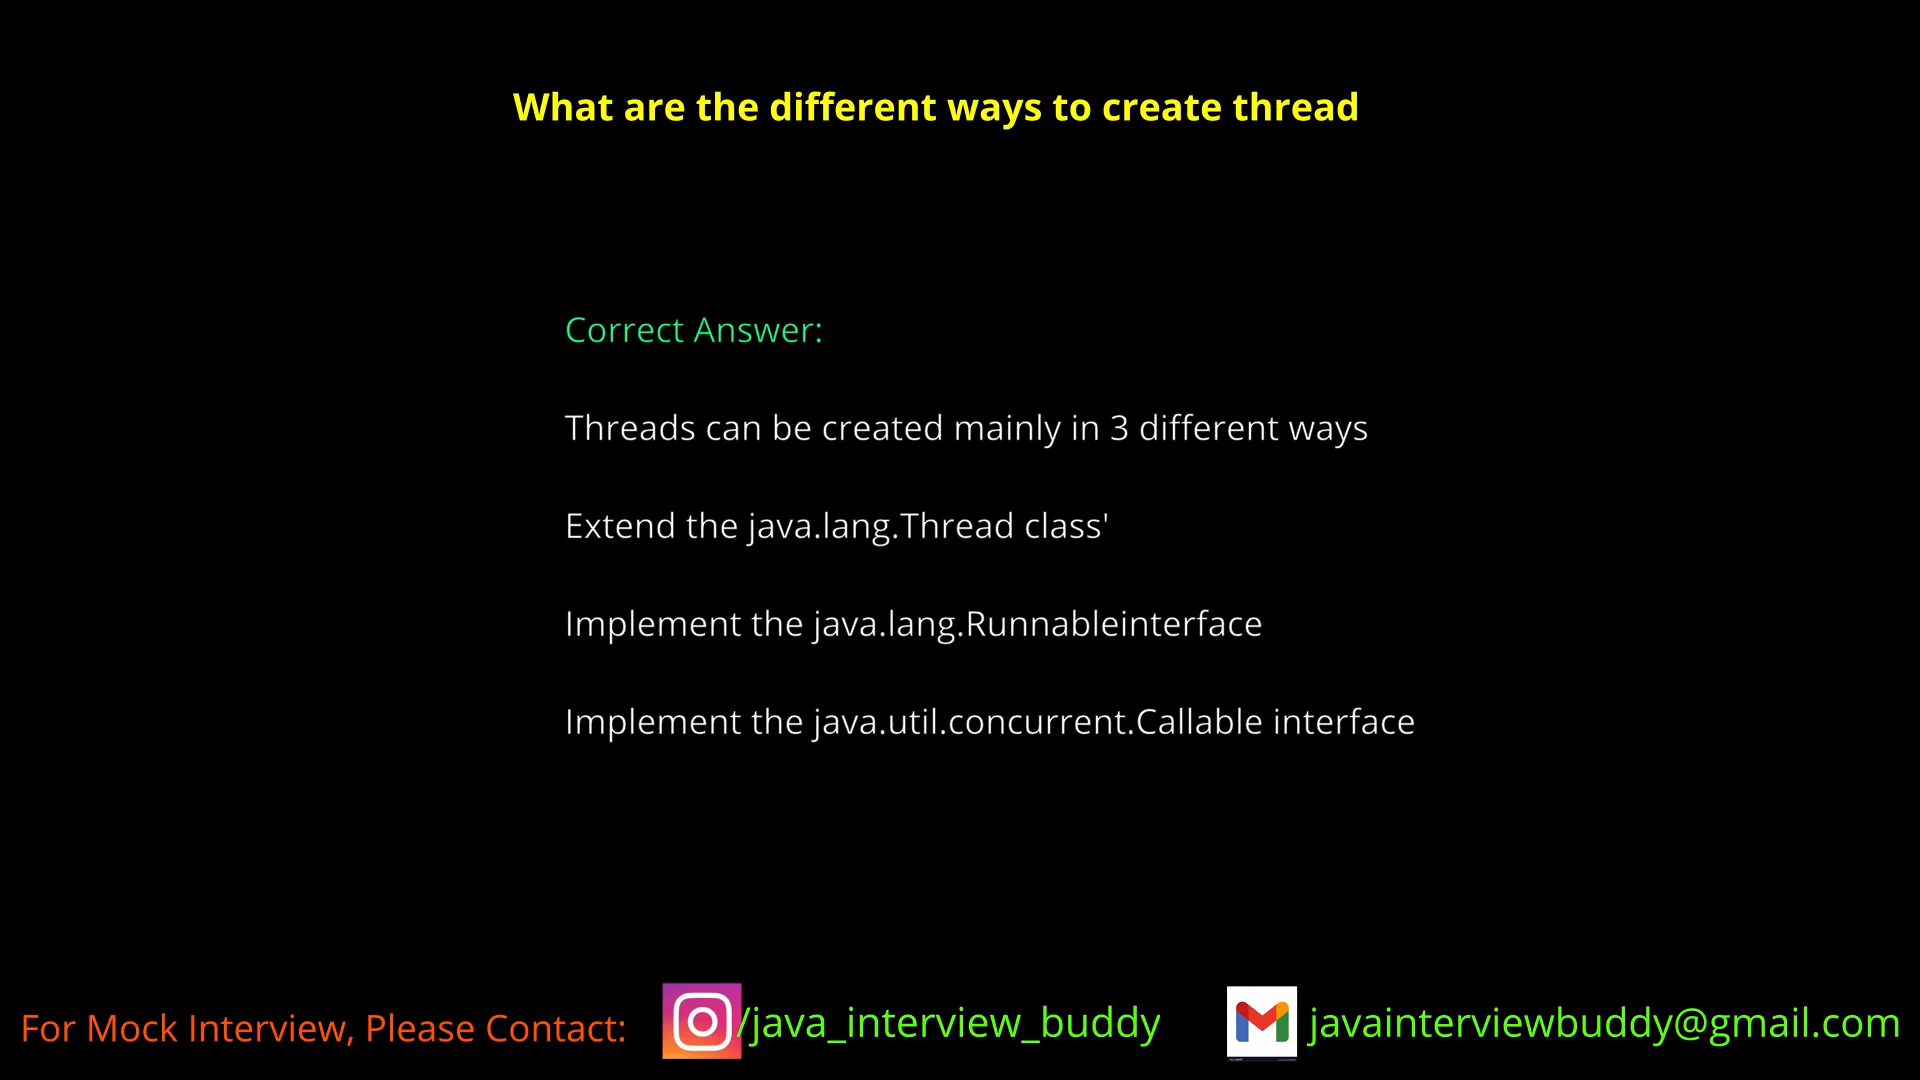 What are the different ways to create thread
Correct Answer:
Threads can be created mainly in 3 different ways
Extend the java.lang.Thread class'
Implement the java.lang.Runnableinterface
Implement the java.util.concurrent.Callable interface
For Mock Interview, Please Contact: /java_interview_buddy javainterviewbuddy@gmail.com